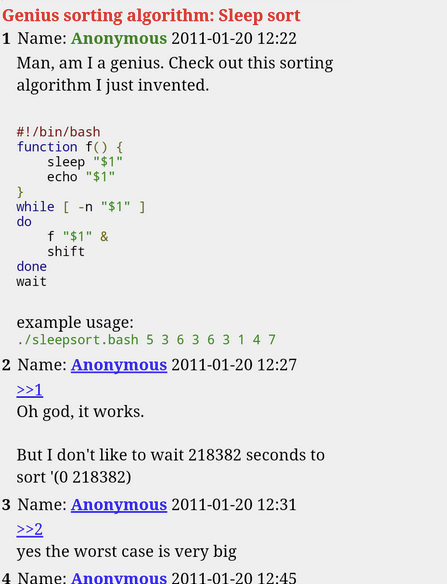 Genius sorting algorithm: Sleep sort
1 Name: Anonymous 2011-01-20 12:22
Man, am I a genius. Check out this sorting
algorithm I just invented.
#!/bin/bash
function f() {
    sleep "$1"
    echo "$1"
}
while [ -n "$1" ]
do
    f "$1" &
    shift
done
wait
example usage:
./sleepsort.bash 5 3 6 3 6 3 1 4 7
2 Name: Anonymous 2011-01-20 12:27
>>1
Oh god, it works.
But I don't like to wait 218382 seconds to
sort '(0 218382)
3 Name: Anonymous 2011-01-20 12:31
>>2
yes the worst case is very big
4 Name: Anonymous 2011-01-20 12:45